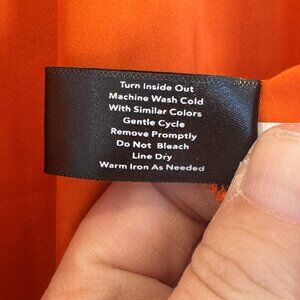 Turn Inside Out
Machine Wash Cold
With Similar Colors
Gentle Cycle
Remove Promptly
Do Not Bleach
Line Dry
Warm Iron As Needed